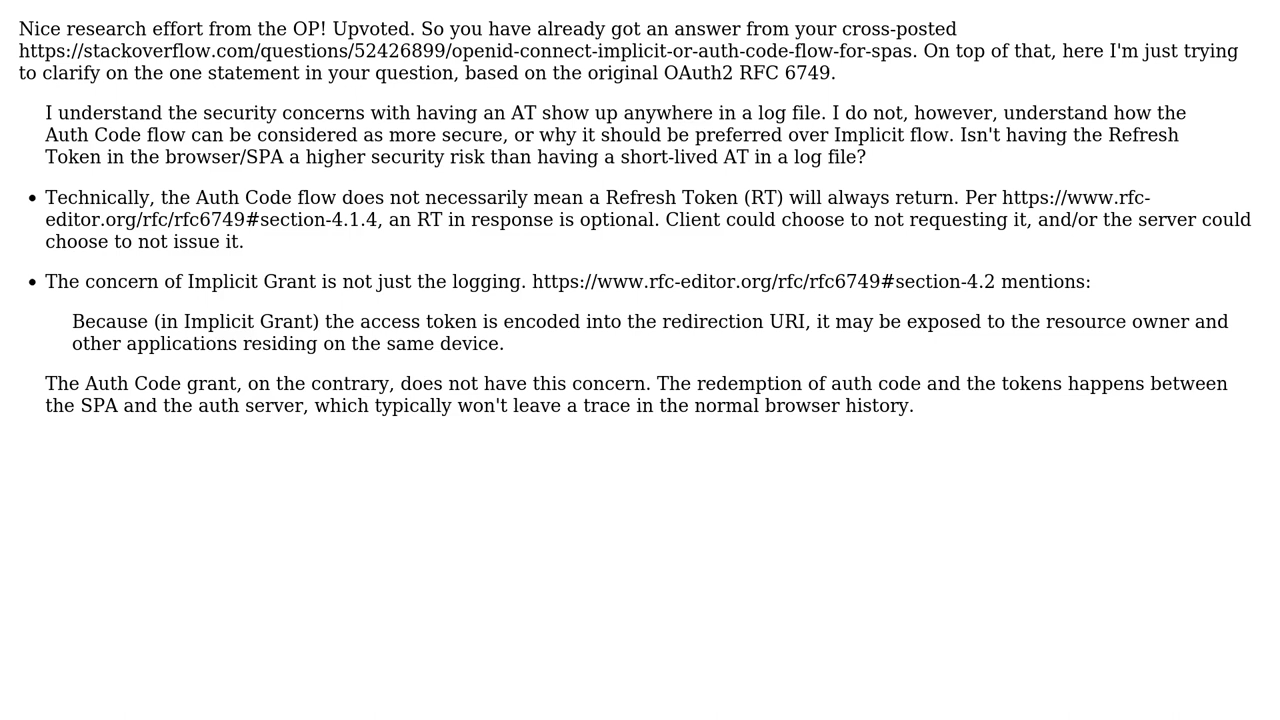 Nice research effort from the OP! Upvoted. So you have already got an answer from your cross-posted
https://stackoverflow.com/questions/52426899/openid-connect-implicit-or-auth-code-flow-for-spas. On top of that, here I'm just trying
to clarify on the one statement in your question, based on the original OAuth2 RFC 6749.
I understand the security concerns with having an AT show up anywhere in a log file. I do not, however, understand how the
Auth Code flow can be considered as more secure, or why it should be preferred over Implicit flow. Isn't having the Refresh
Token in the browser/SPA a higher security risk than having a short-lived AT in a log file?
• Technically, the Auth Code flow does not necessarily mean a Refresh Token (RT) will always return. Per https://www.rfc-
editor.org/rfc/rfc6749#section-4.1.4, an RT in response is optional. Client could choose to not requesting it, and/or the server could
choose to not issue it.
• The concern of Implicit Grant is not just the logging. https://www.rfc-editor.org/rfc/rfc6749#section-4.2 mentions:
Because (in Implicit Grant) the access token is encoded into the redirection URI, it may be exposed to the resource owner and
other applications residing on the same device.
The Auth Code grant, on the contrary, does not have this concern. The redemption of auth code and the tokens happens between
the SPA and the auth server, which typically won't leave a trace in the normal browser history.